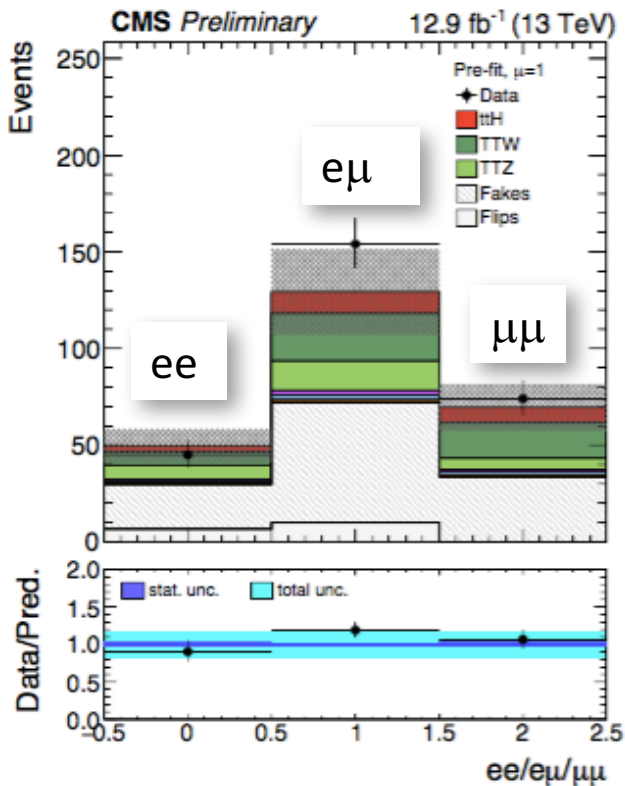 CMS Preliminary 12.9 fb⁻¹ (13 TeV)
Events
250
200
150
100
50
0
Pre-fit, μ=1
Data
ttH
TTW
TTZ
Fakes
Flips
ee
eμ
μμ
Data/Pred.
2.0
1.5
1.0
0.5
0.0
stat. unc. total unc.
−0.5 0 0.5 1 1.5 2 2.5
ee/eμ/μμ